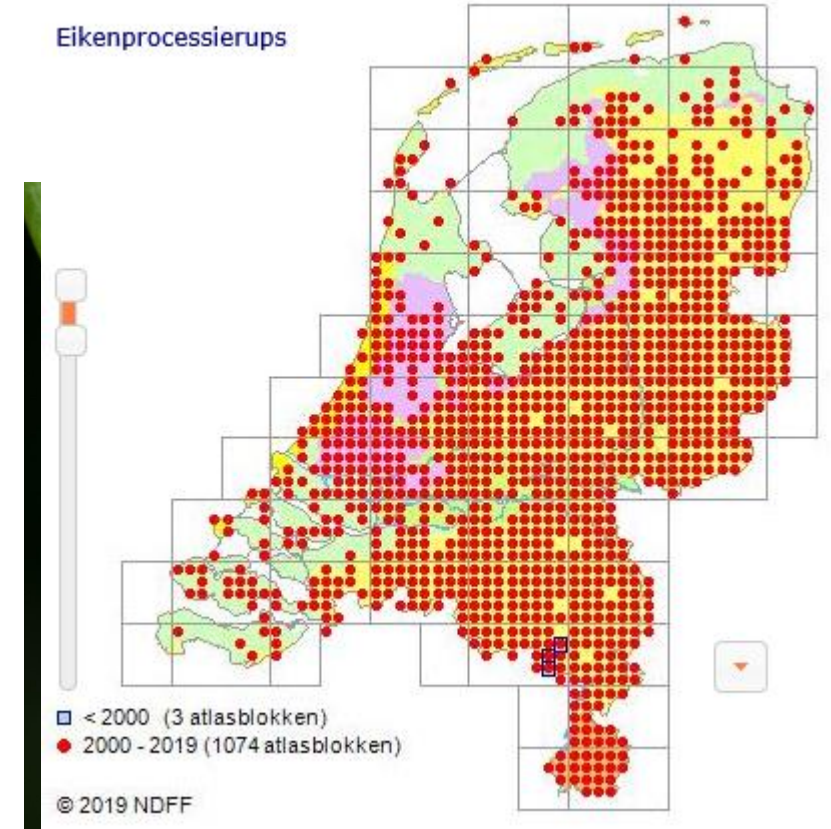 Eikenprocessierups
< 2000 (3 atlasblokken)
2000 - 2019 (1074 atlasblokken)
© 2019 NDFF